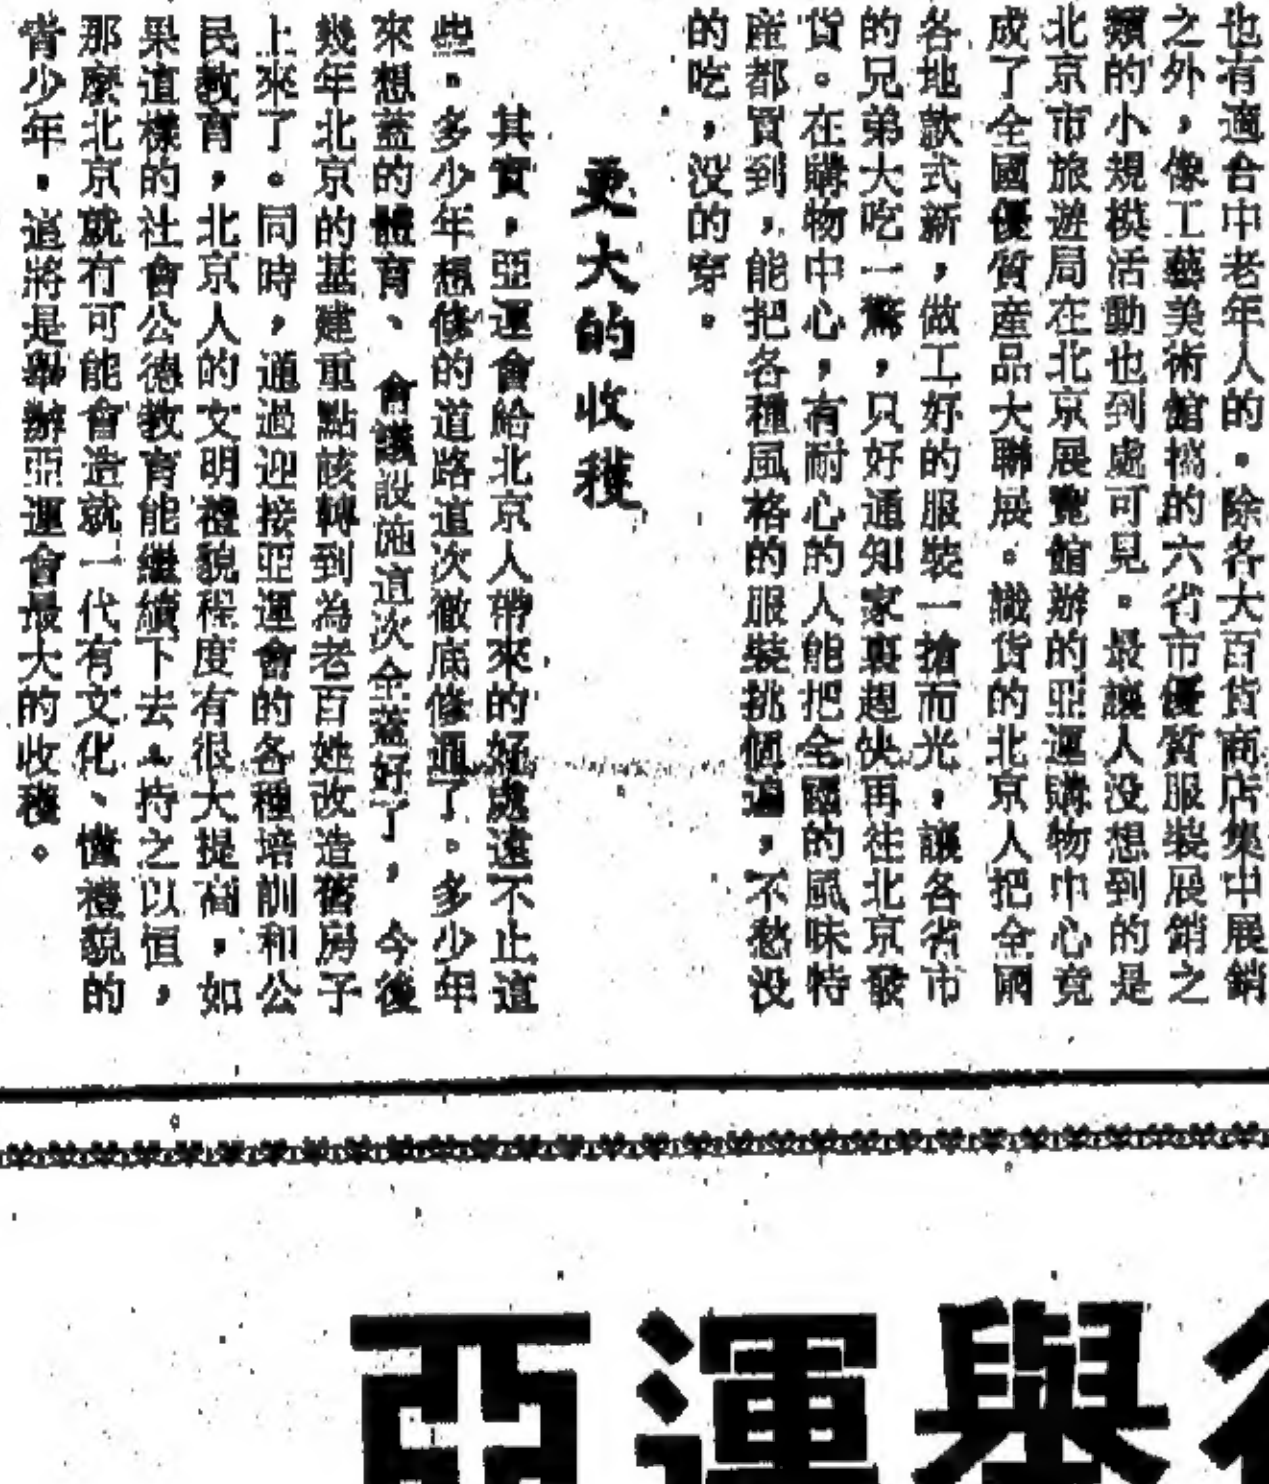 也有適合中老年人的。除各大百貨商店集中展銷
之外，像工藝美術館搞的六省市優質服裝展銷之
類的小規模活動也到處可見。最讓人没想到的是
北京市旅遊局在北京展覽館辦的亞運購物中心竟
成了全國優質産品大聯展。識貨的北京人把全國
各地款式新，做工好的服裝一搶而光，讓各省市
的兄弟大吃一驚，只好通知家裏趕快再往北京發
貨。在購物中心，有耐心的人能把全國的風味特
産都買到，能把各種風格的服裝挑個遍，不愁没
的吃，没的穿。
更大的收穫
其實，亞運會給北京人帶來的好處遠不止這
些。多少年想修的道路這次徹底修通了。多少年
來想蓋的體育、會議設施這次全蓋好了，今後
幾年北京的基建重點該轉到為老百姓改造舊房子
上來了。同時，通過迎接亞運會的各種培訓和公
民教育，北京人的文明禮貌程度有很大提高，如
果這樣的社會公德教育能繼續下去，持之以恒，
那麽北京就有可能會造就一代有文化、懂禮貌的
青少年，這將是舉辦亞運會最大的收穫。
亞運舉